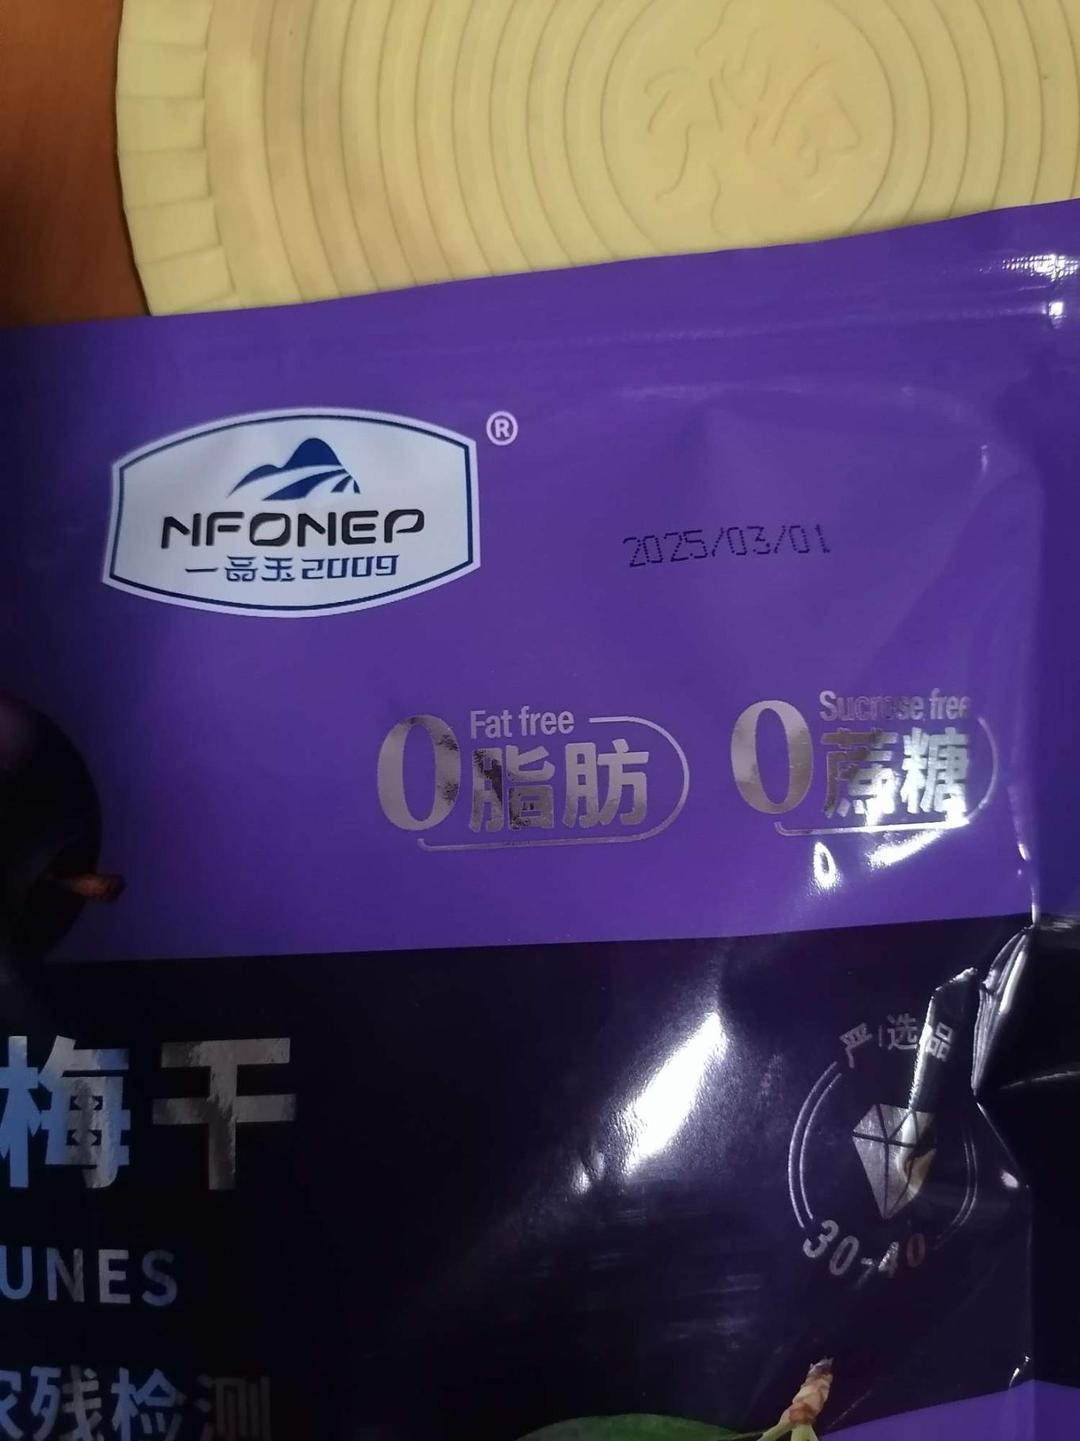 ®
NFONEP
一品玉2009
2025/03/01
Fat free
0脂肪
Sucrose free
0蔗糖
梅干
严选品
UNES
30-40
残检测